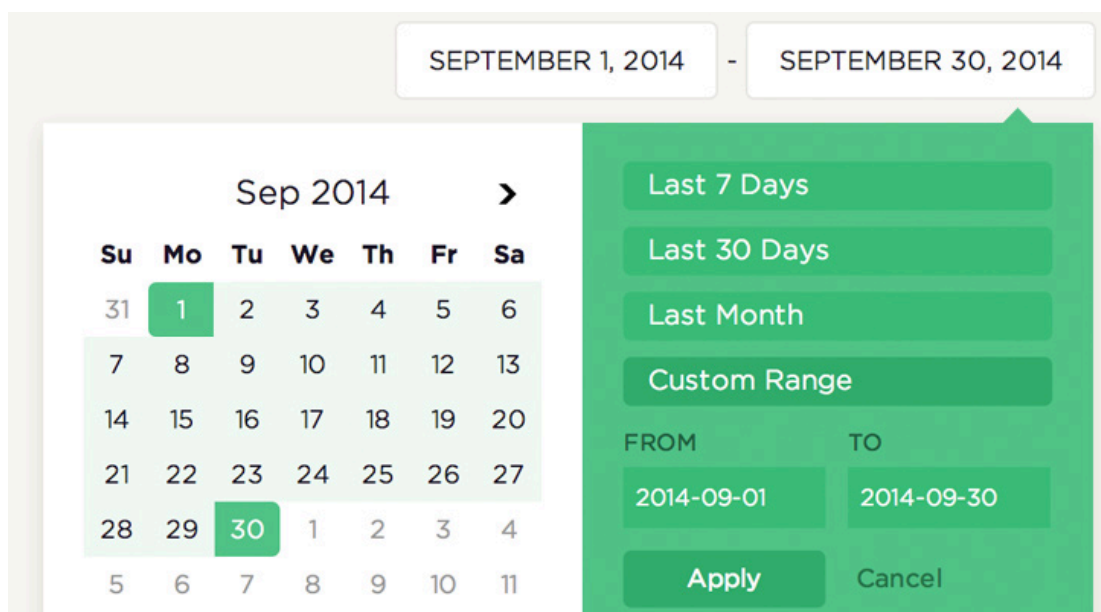 SEPTEMBER 1, 2014 - SEPTEMBER 30, 2014
Sep 2014 >
Su Mo Tu We Th Fr Sa
31 1 2 3 4 5 6
7 8 9 10 11 12 13
14 15 16 17 18 19 20
21 22 23 24 25 26 27
28 29 30 1 2 3 4
5 6 7 8 9 10 11
Last 7 Days
Last 30 Days
Last Month
Custom Range
FROM TO
2014-09-01 2014-09-30
Apply Cancel